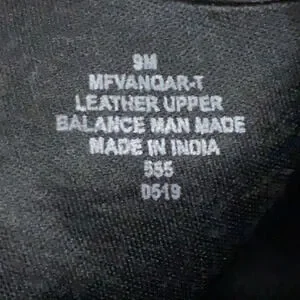 9M
MFVANQAR-T
LEATHER UPPER
BALANCE MAN MADE
MADE IN INDIA
555
0519